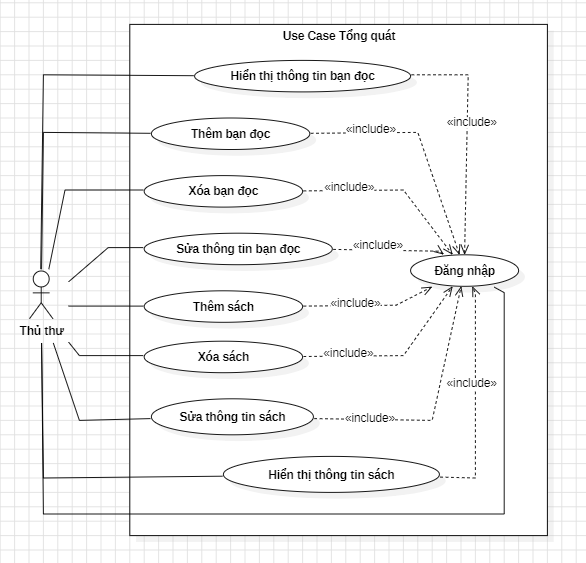 Use Case Tổng quát
Hiển thị thông tin bạn đọc
«include»
Thêm bạn đọc
«include»
Xóa bạn đọc
«include»
Sửa thông tin bạn đọc
«include»
Đăng nhập
Thủ thư
Thêm sách
«include»
Xóa sách
«include»
Sửa thông tin sách
«include»
«include»
Hiển thị thông tin sách